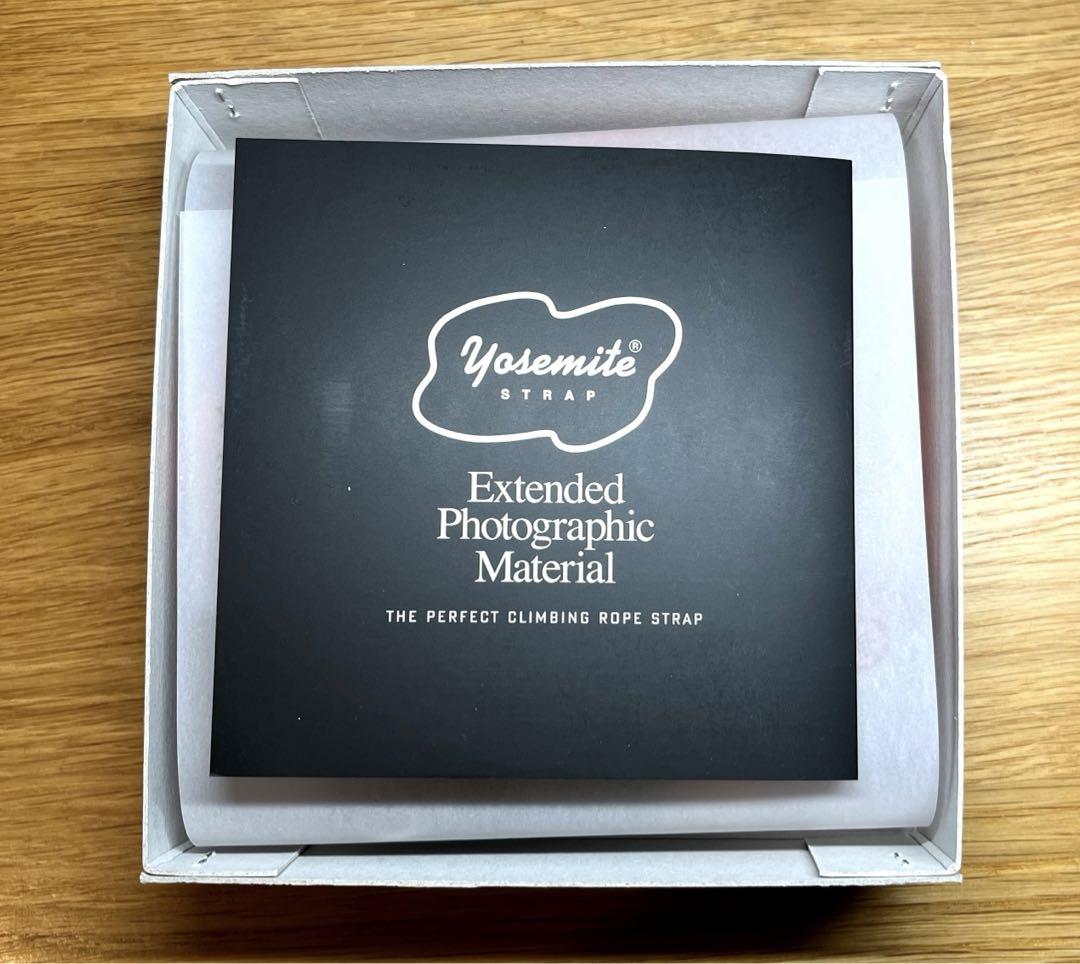 Yosemite®
STRAP
Extended
Photographic
Material
THE PERFECT CLIMBING ROPE STRAP